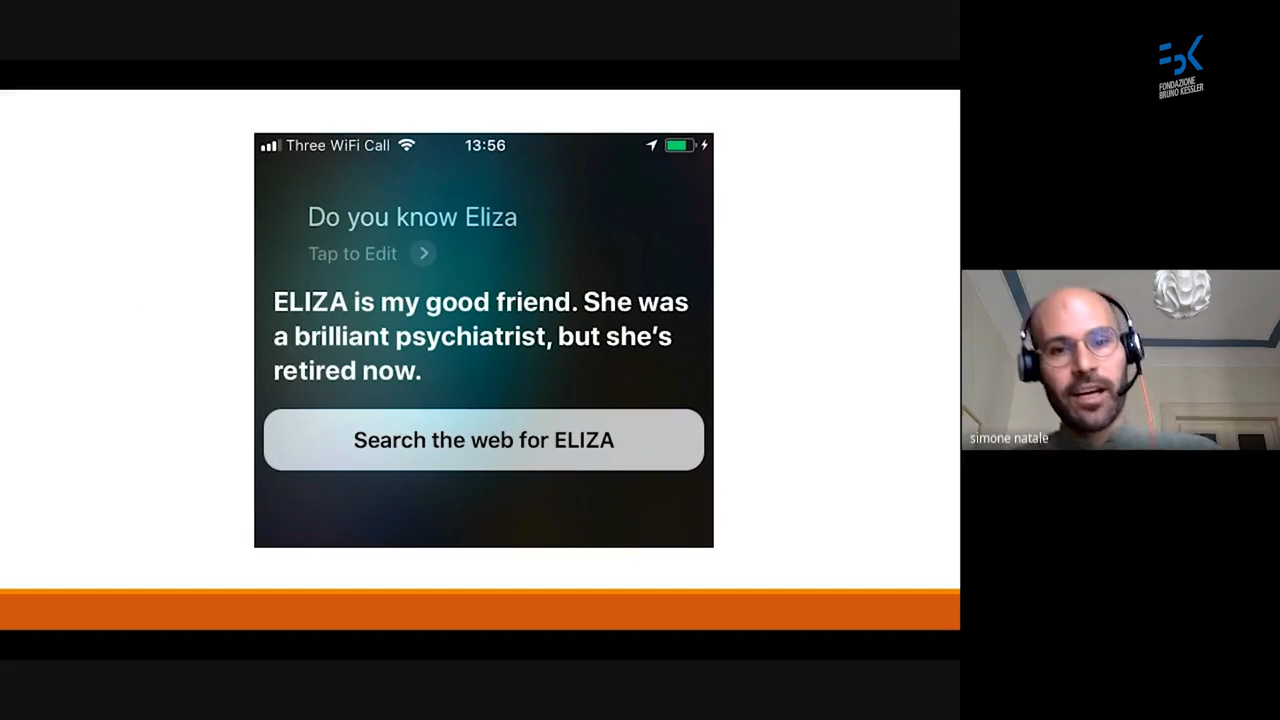 Three WiFi Call
13:56
Do you know Eliza
Tap to Edit
ELIZA is my good friend. She was
a brilliant psychiatrist, but she's
retired now.
Search the web for ELIZA
FONDAZIONE
BRUNO KESSLER
simone natale